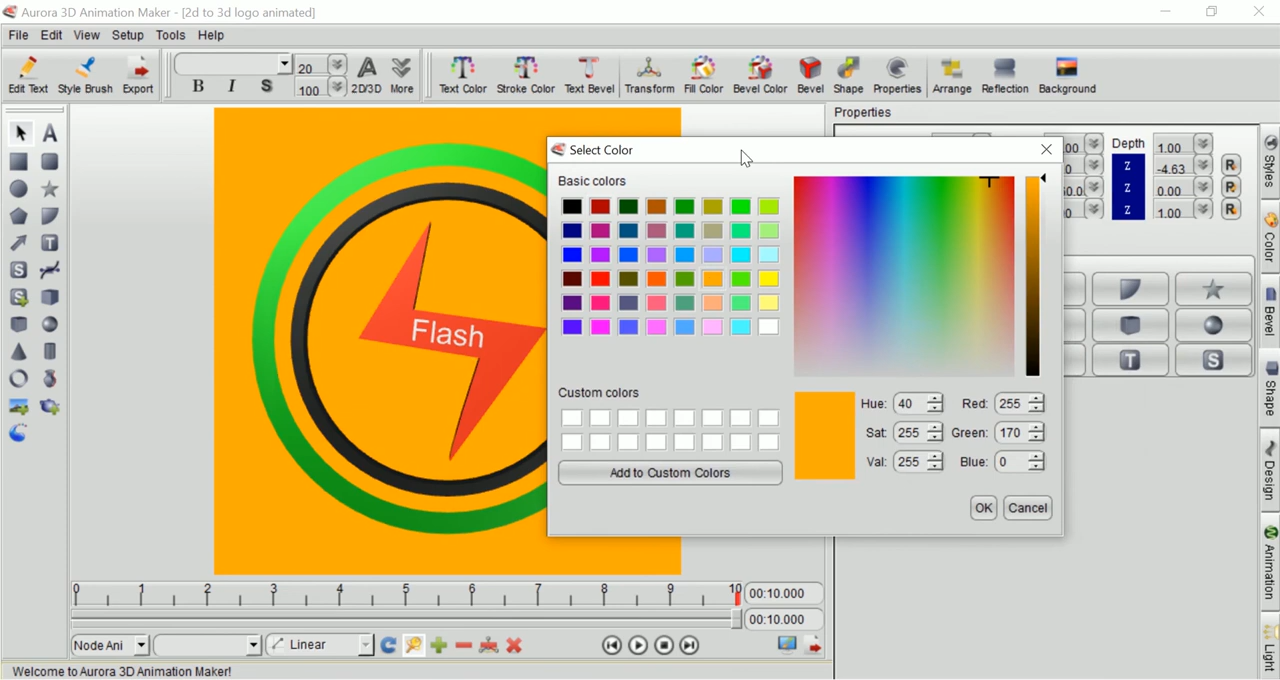 Aurora 3D Animation Maker - [2d to 3d logo animated]
File Edit View Setup Tools Help
20
100
B I S
Edit Text Style Brush Export 2D/3D More Text Color Stroke Color Text Bevel Transform Fill Color Bevel Color Bevel Shape Properties Arrange Reflection Background
Properties
Depth 1.00
Z -4.63 R
Z 0.00 R
Z 1.00 R
Select Color
Basic colors
Custom colors
Add to Custom Colors
Hue: 40 Red: 255
Sat: 255 Green: 170
Val: 255 Blue: 0
OK Cancel
Flash
Styles
Color
Bevel
Shape
Design
Animation
Light
T S
A
T
S
S
0 1 2 3 4 5 6 7 8 9 10 00:10.000
00:10.000
Node Ani Linear
Welcome to Aurora 3D Animation Maker!